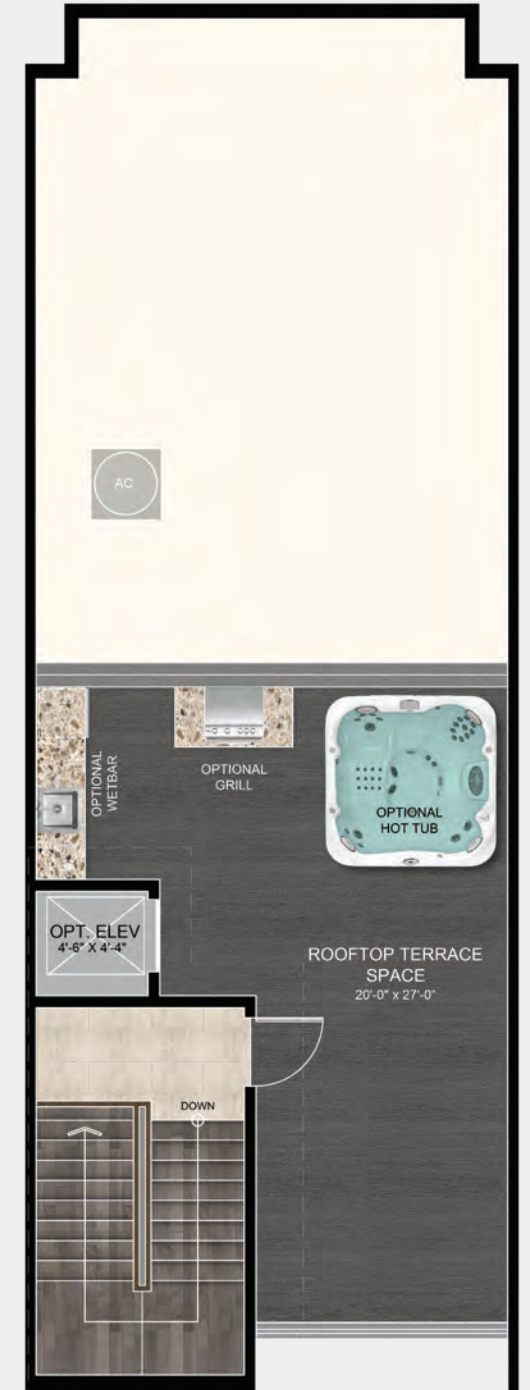 AC
OPTIONAL
WETBAR
OPTIONAL
GRILL
OPTIONAL
HOT TUB
OPT. ELEV
4'-6" X 4'-4"
ROOFTOP TERRACE
SPACE
20'-0" x 27'-0"
DOWN